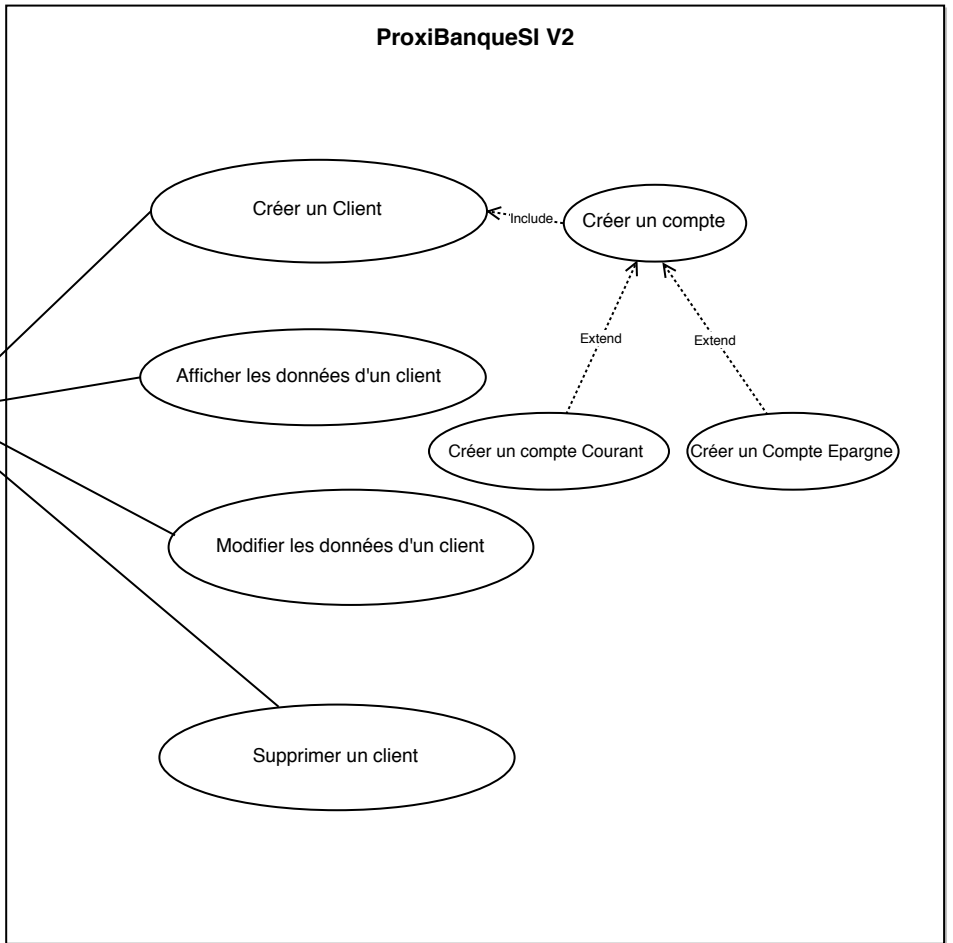 ProxiBanqueSI V2
Créer un Client
Include
Créer un compte
Extend
Extend
Afficher les données d'un client
Créer un compte Courant
Créer un Compte Epargne
Modifier les données d'un client
Supprimer un client